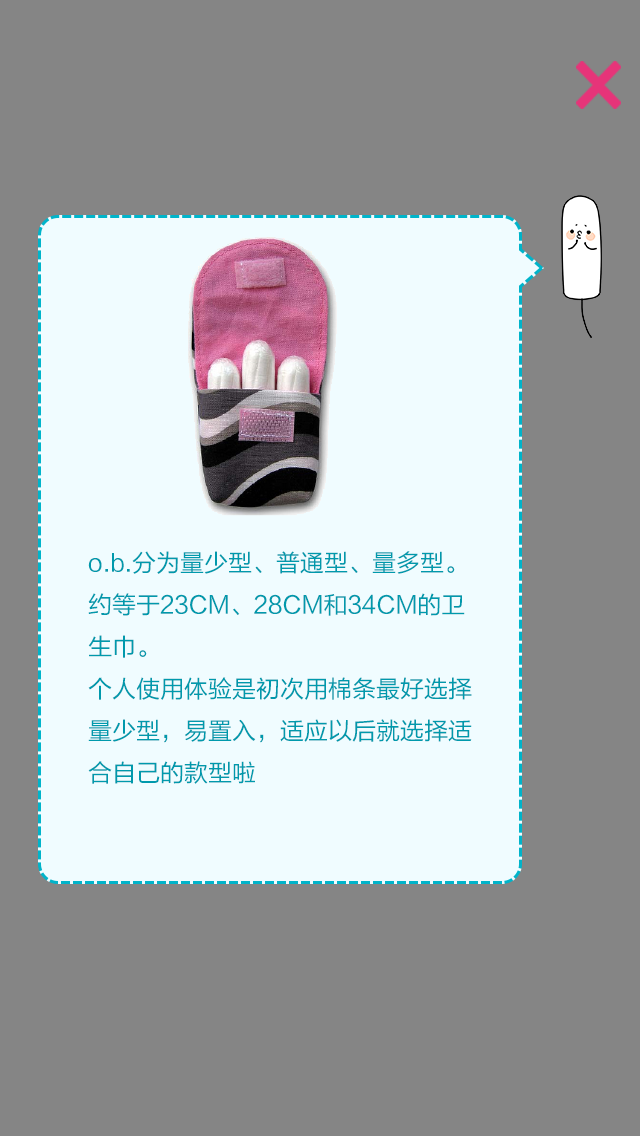 o.b.分为量少型、普通型、量多型。
约等于23CM、28CM和34CM的卫
生巾。
个人使用体验是初次用棉条最好选择
量少型，易置入，适应以后就选择适
合自己的款型啦